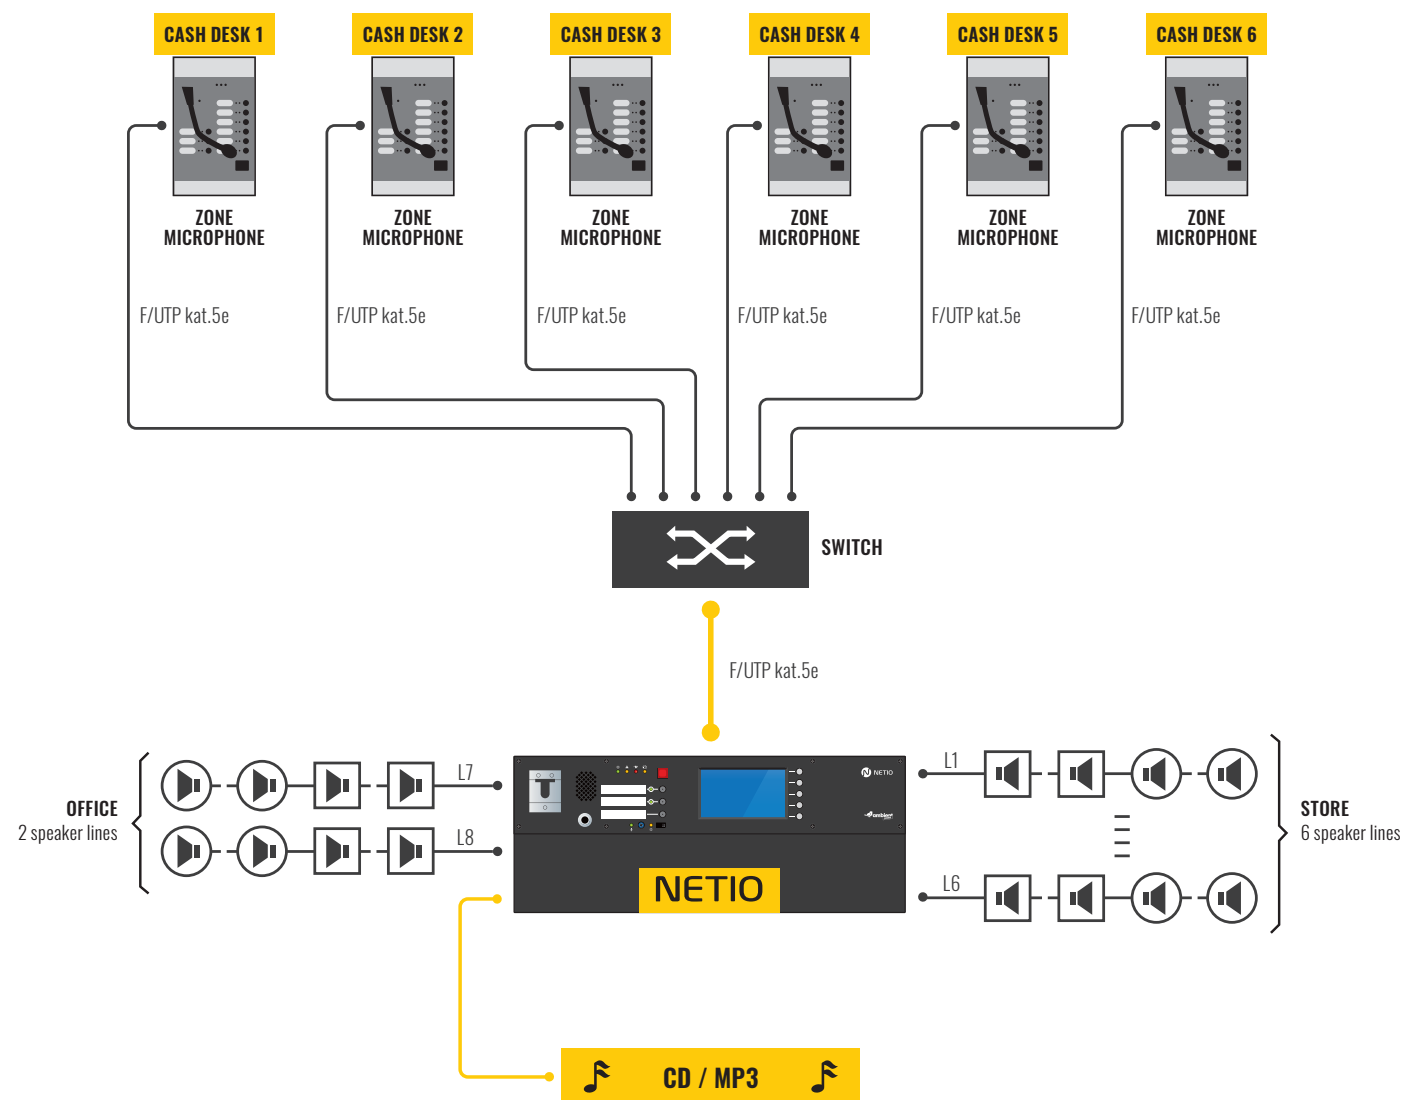 CASH DESK 1
CASH DESK 2
CASH DESK 3
CASH DESK 4
CASH DESK 5
CASH DESK 6
ZONE
MICROPHONE
ZONE
MICROPHONE
ZONE
MICROPHONE
ZONE
MICROPHONE
ZONE
MICROPHONE
ZONE
MICROPHONE
F/UTP kat.5e
F/UTP kat.5e
F/UTP kat.5e
F/UTP kat.5e
F/UTP kat.5e
F/UTP kat.5e
SWITCH
F/UTP kat.5e
OFFICE
2 speaker lines
L7
L8
NETIO
ambient
NETIO
L1
L6
STORE
6 speaker lines
CD / MP3